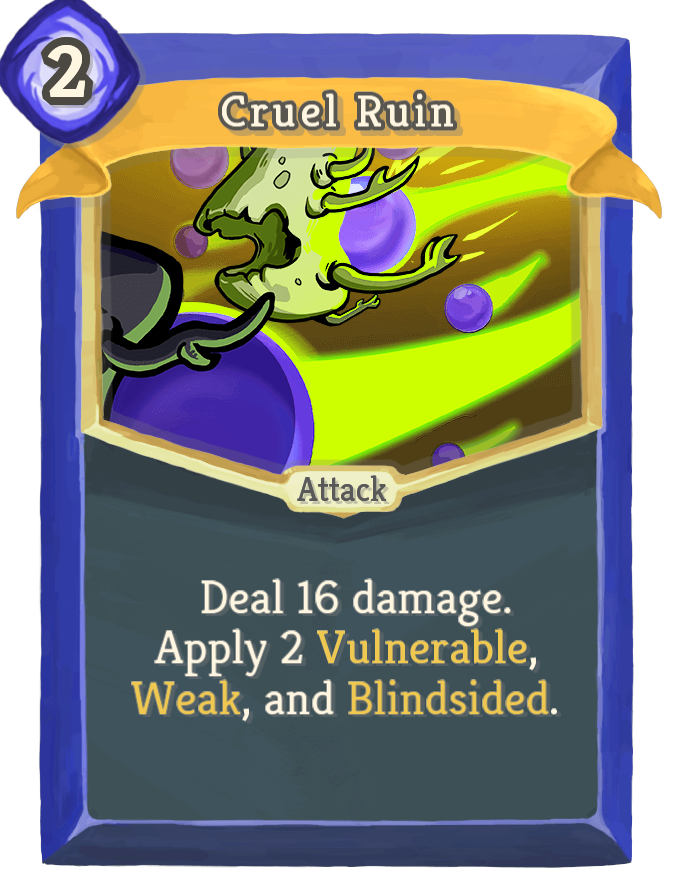 2
Cruel Ruin
Attack
Deal 16 damage.
Apply 2 Vulnerable,
Weak, and Blindsided.